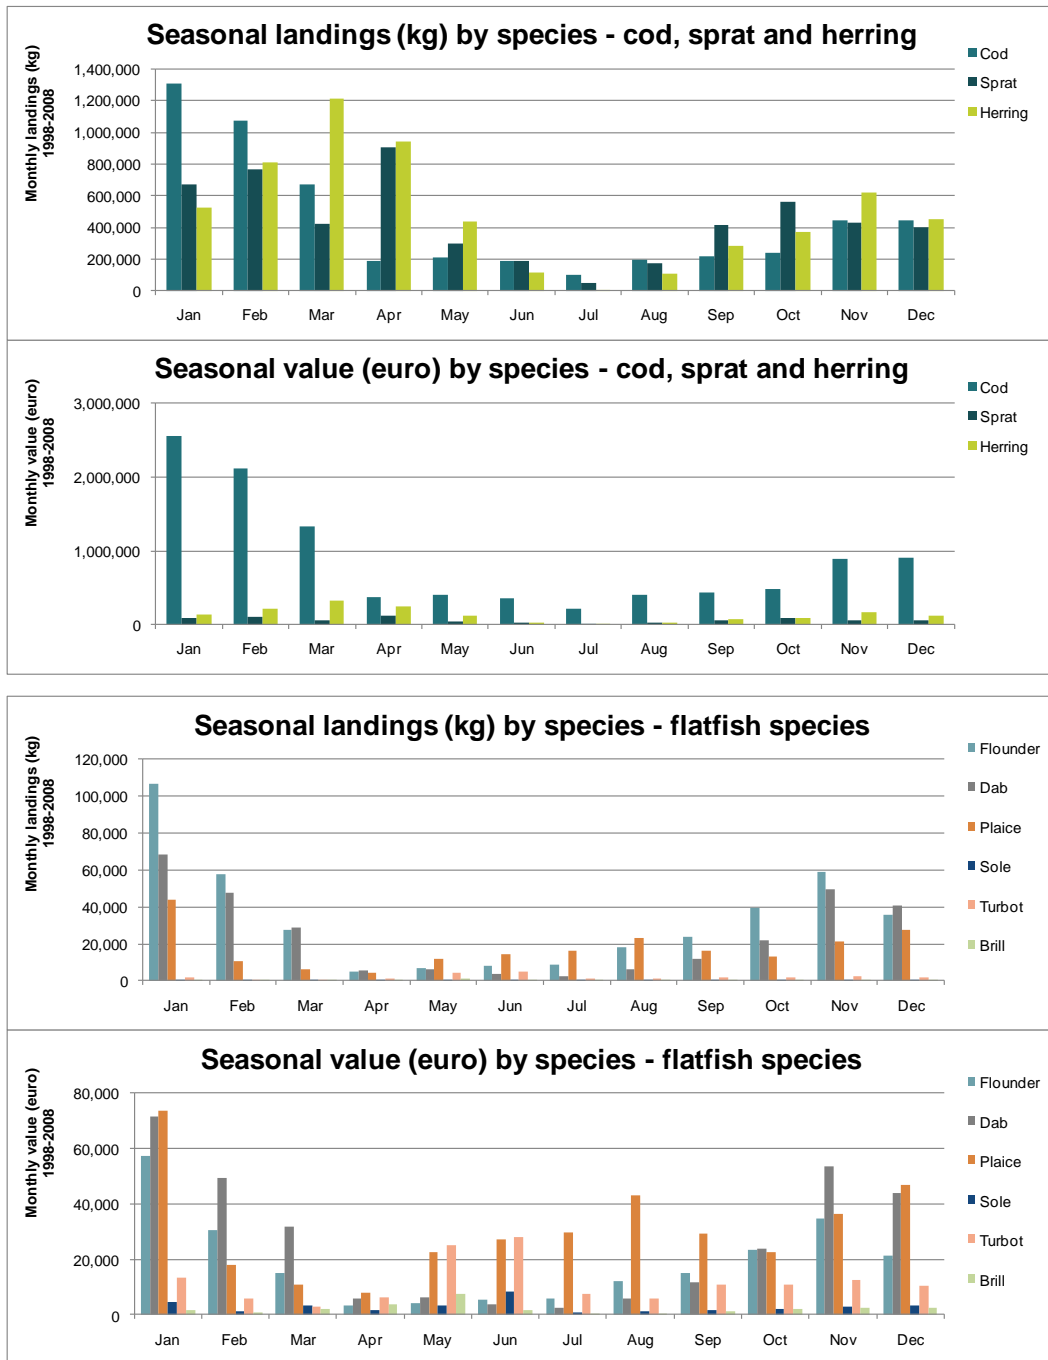 Seasonal landings (kg) by species - cod, sprat and herring
Monthly landings (kg)
1998-2008
1,400,000
1,200,000
1,000,000
800,000
600,000
400,000
200,000
0
Jan Feb Mar Apr May Jun Jul Aug Sep Oct Nov Dec
Cod
Sprat
Herring
Seasonal value (euro) by species - cod, sprat and herring
Monthly value (euro)
1998-2008
3,000,000
2,000,000
1,000,000
0
Jan Feb Mar Apr May Jun Jul Aug Sep Oct Nov Dec
Cod
Sprat
Herring
Seasonal landings (kg) by species - flatfish species
Monthly landings (kg)
1998-2008
120,000
100,000
80,000
60,000
40,000
20,000
0
Jan Feb Mar Apr May Jun Jul Aug Sep Oct Nov Dec
Flounder
Dab
Plaice
Sole
Turbot
Brill
Seasonal value (euro) by species - flatfish species
Monthly value (euro)
1998-2008
80,000
60,000
40,000
20,000
0
Jan Feb Mar Apr May Jun Jul Aug Sep Oct Nov Dec
Flounder
Dab
Plaice
Sole
Turbot
Brill